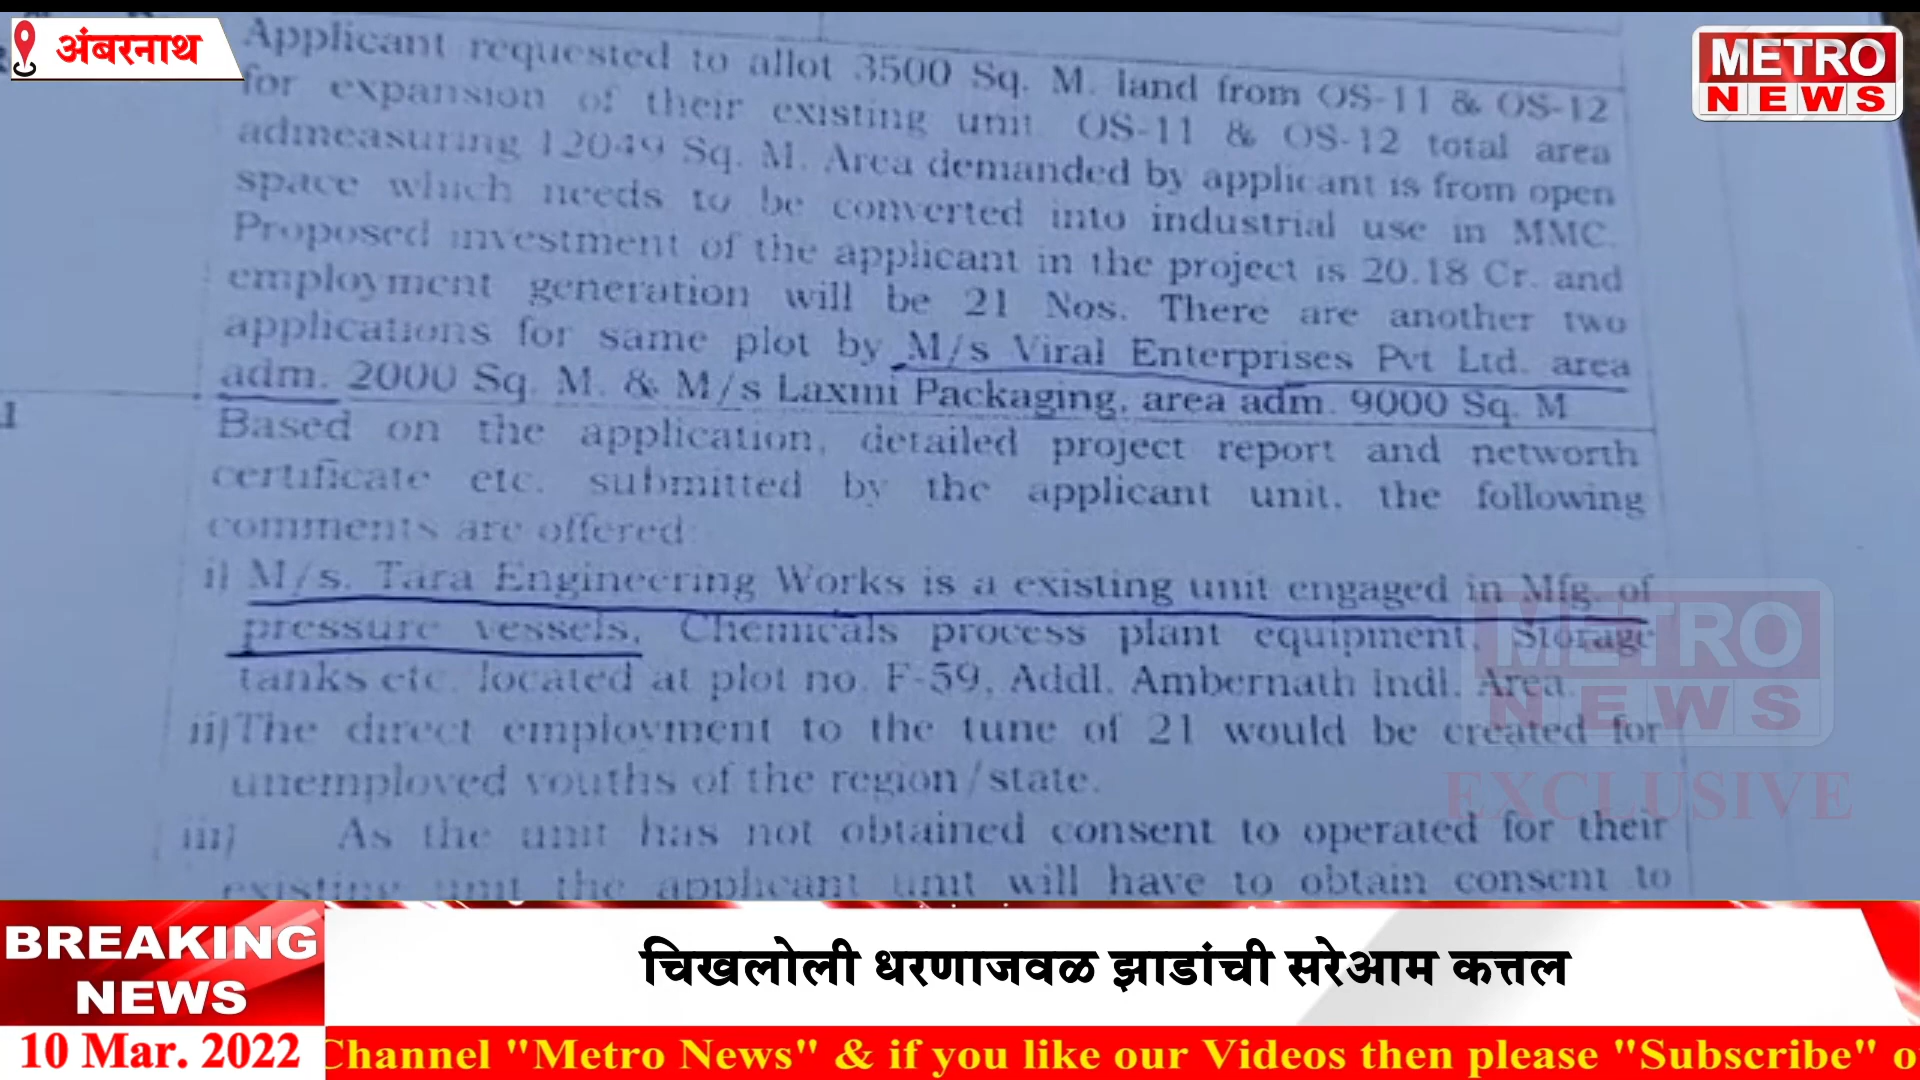 अंबरनाथ
METRO
NEWS
Applicant requested to allot 3500 Sq. M. land from OS-11 & OS-12
for expansion of their existing unit. OS-11 & OS-12 total area
admeasuring 12049 Sq. M. Area demanded by applicant is from open
space which needs to be converted into industrial use in MMC.
Proposed investment of the applicant in the project is 20.18 Cr. and
employment generation will be 21 Nos. There are another two
applications for same plot by M/s Viral Enterprises Pvt Ltd. area
adm. 2000 Sq. M. & M/s Laxmi Packaging, area adm. 9000 Sq. M
Based on the application, detailed project report and networth
certificate etc. submitted by the applicant unit, the following
comments are offered:
i) M/s. Tara Engineering Works is a existing unit engaged in Mfg. of
pressure vessels, Chemicals process plant equipment, Storage
tanks etc. located at plot no. F-59, Addl. Ambernath Indl. Area.
ii) The direct employment to the tune of 21 would be created for
unemployed youths of the region/state.
iii) As the unit has not obtained consent to operated for their
existing unit the applicant unit will have to obtain consent to
METRO
NEWS
EXCLUSIVE
BREAKING
NEWS
चिखलोली धरणाजवळ झाडांची सरेआम कत्तल
10 Mar. 2022
Channel "Metro News" & if you like our Videos then please "Subscribe" o